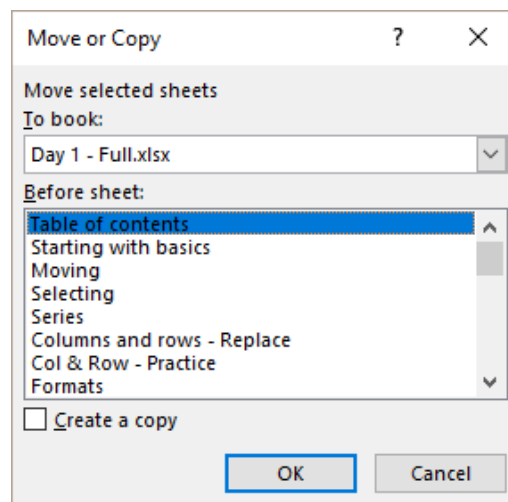 Move or Copy ?
Move selected sheets
To book:
Day 1 - Full.xlsx
Before sheet:
Table of contents
Starting with basics
Moving
Selecting
Series
Columns and rows - Replace
Col & Row - Practice
Formats
Create a copy
OK Cancel